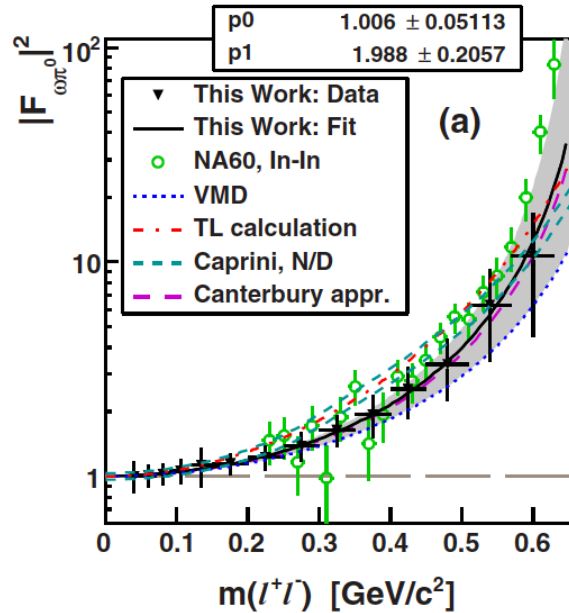 p0 1.006 ± 0.05113
p1 1.988 ± 0.2057
|F_{ωπ⁰}|²
10²
10
1
This Work: Data
This Work: Fit
NA60, In-In
VMD
TL calculation
Caprini, N/D
Canterbury appr.
(a)
0 0.1 0.2 0.3 0.4 0.5 0.6
m(l⁺l⁻) [GeV/c²]